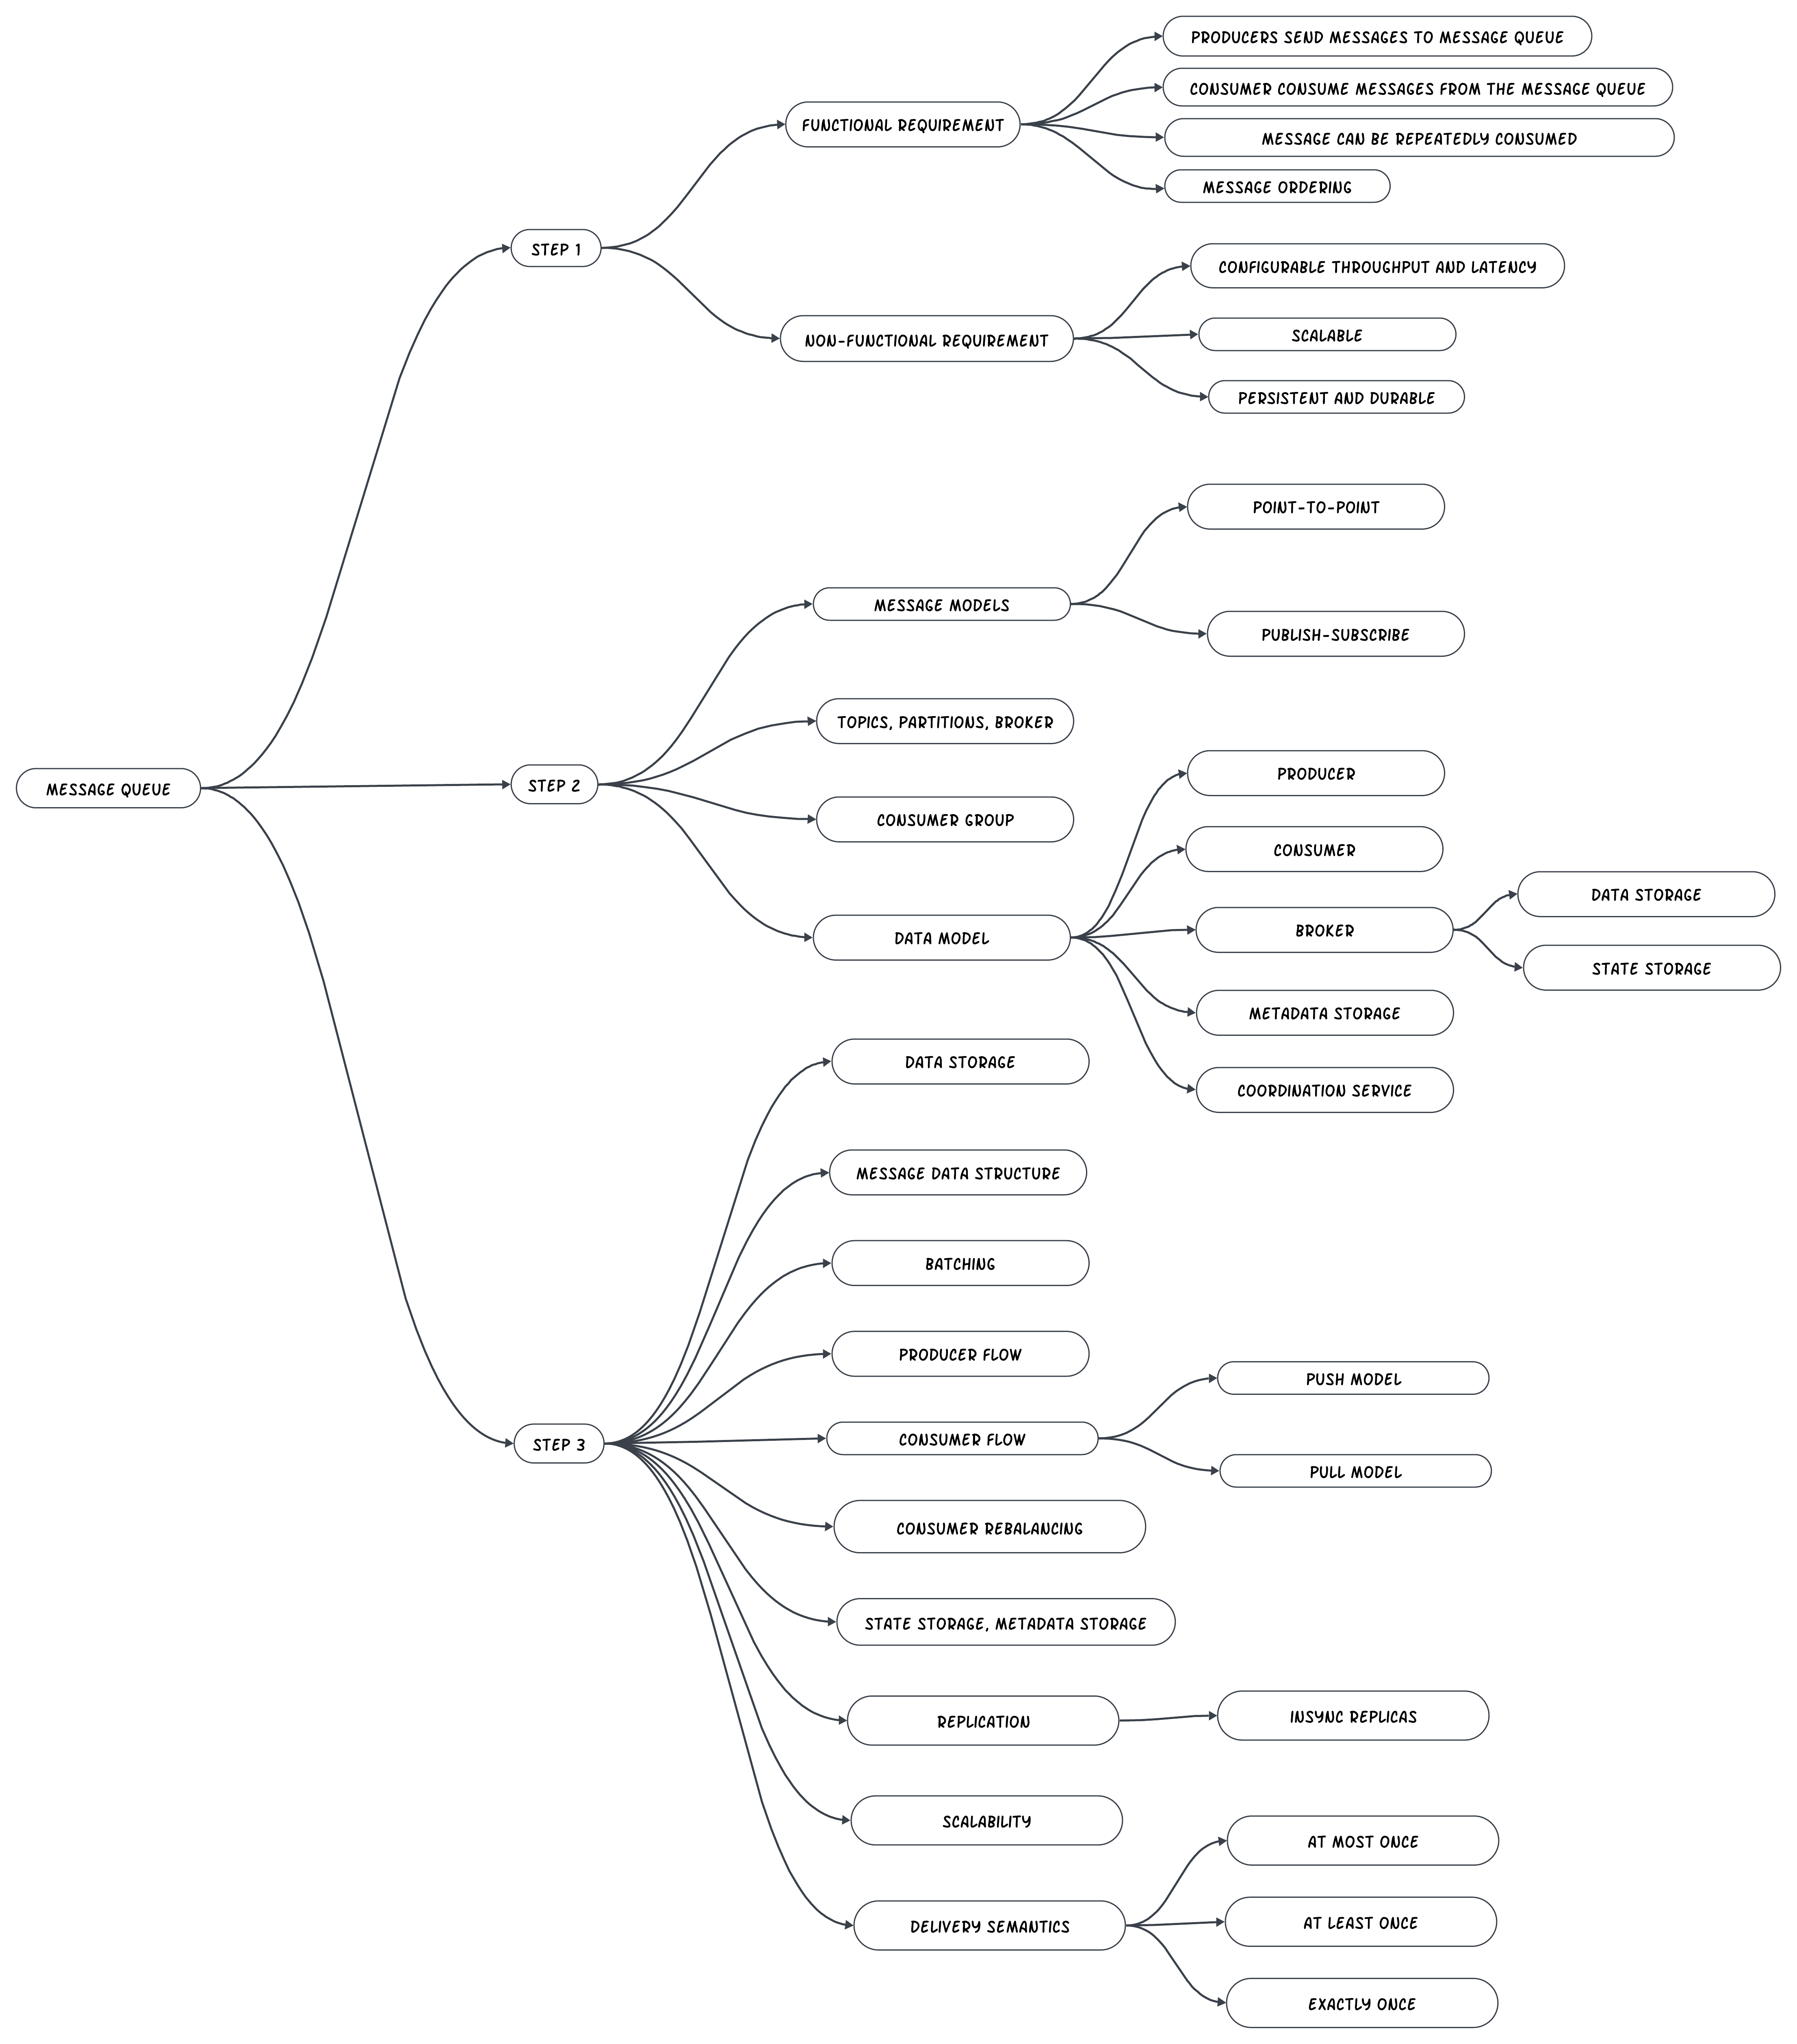 PRODUCERS SEND MESSAGES TO MESSAGE QUEUE
CONSUMER CONSUME MESSAGES FROM THE MESSAGE QUEUE
FUNCTIONAL REQUIREMENT
MESSAGE CAN BE REPEATEDLY CONSUMED
MESSAGE ORDERING
STEP 1
CONFIGURABLE THROUGHPUT AND LATENCY
NON-FUNCTIONAL REQUIREMENT
SCALABLE
PERSISTENT AND DURABLE
POINT-TO-POINT
MESSAGE MODELS
PUBLISH-SUBSCRIBE
TOPICS, PARTITIONS, BROKER
MESSAGE QUEUE
STEP 2
PRODUCER
CONSUMER GROUP
CONSUMER
DATA STORAGE
DATA MODEL
BROKER
STATE STORAGE
METADATA STORAGE
COORDINATION SERVICE
DATA STORAGE
MESSAGE DATA STRUCTURE
BATCHING
PRODUCER FLOW
PUSH MODEL
STEP 3
CONSUMER FLOW
PULL MODEL
CONSUMER REBALANCING
STATE STORAGE, METADATA STORAGE
REPLICATION
INSYNC REPLICAS
SCALABILITY
AT MOST ONCE
DELIVERY SEMANTICS
AT LEAST ONCE
EXACTLY ONCE